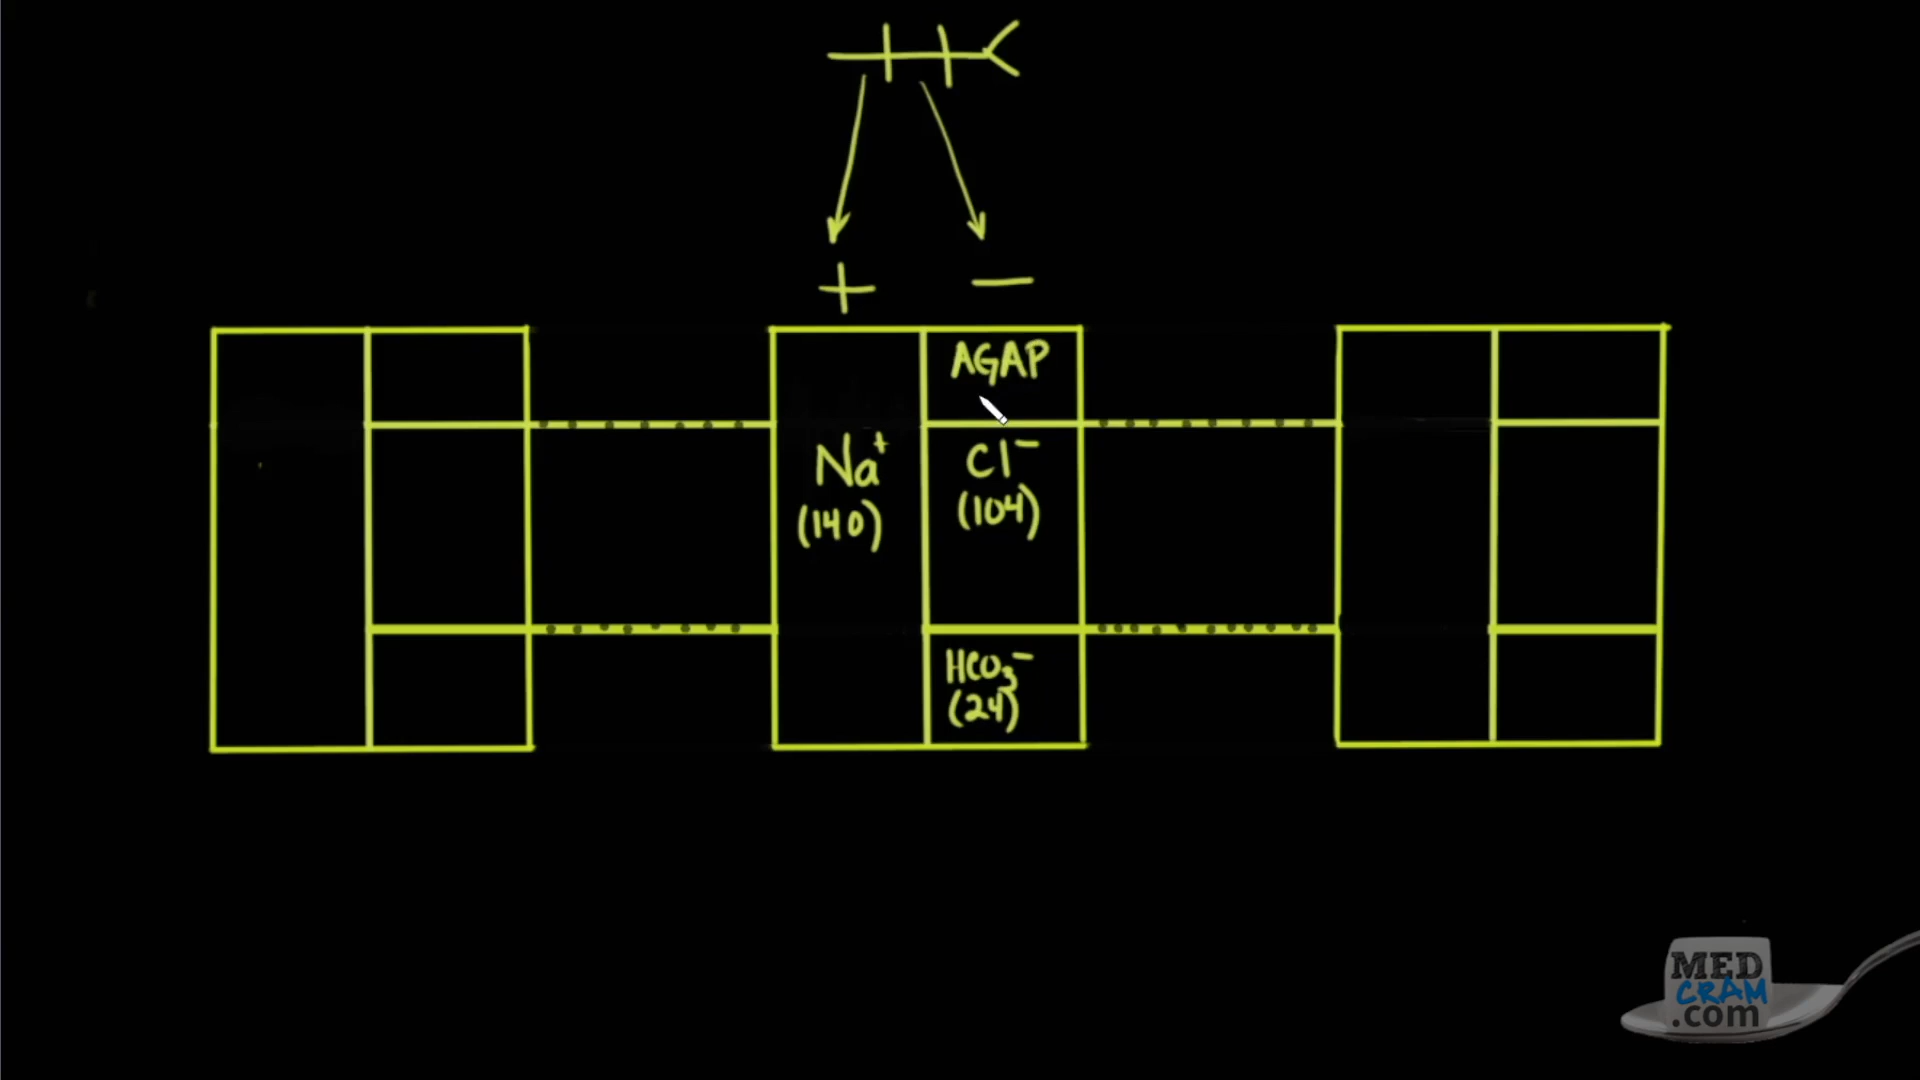 + −
AGAP
Na⁺
(140)
Cl⁻
(104)
HCO₃⁻
(24)
MED
CRAM
.com